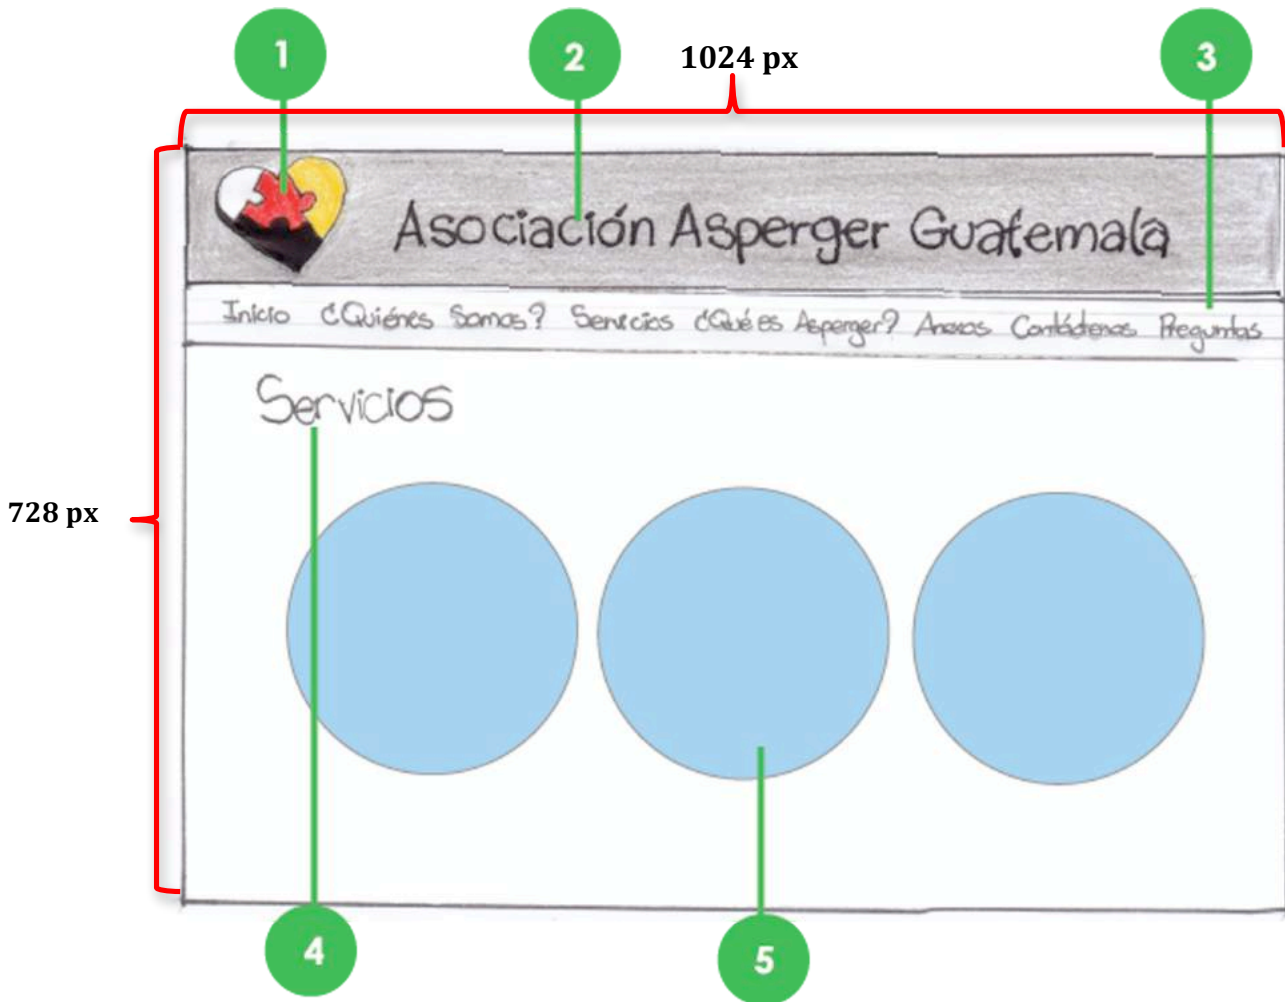 1
2
1024 px
3
Asociación Asperger Guatemala
Inicio ¿Quiénes Somos? Servicios ¿Qué es Asperger? Anexos Contáctenos Preguntas
Servicios
728 px
4
5